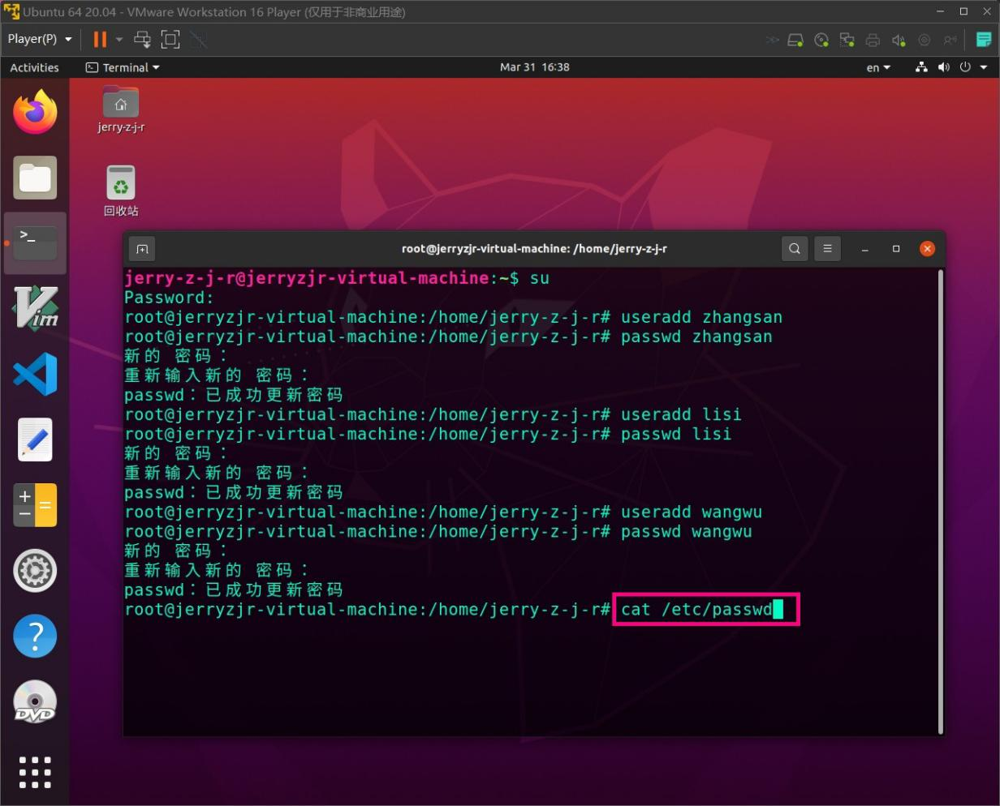 Ubuntu 64 20.04 - VMware Workstation 16 Player (仅用于非商业用途)
Player(P)
Activities
Terminal
Mar 31 16:38
en
jerry-z-j-r
回收站
root@jerryzjr-virtual-machine: /home/jerry-z-j-r
jerry-z-j-r@jerryzjr-virtual-machine:~$ su
Password:
root@jerryzjr-virtual-machine:/home/jerry-z-j-r# useradd zhangsan
root@jerryzjr-virtual-machine:/home/jerry-z-j-r# passwd zhangsan
新的 密码：
重新输入新的 密码：
passwd：已成功更新密码
root@jerryzjr-virtual-machine:/home/jerry-z-j-r# useradd lisi
root@jerryzjr-virtual-machine:/home/jerry-z-j-r# passwd lisi
新的 密码：
重新输入新的 密码：
passwd：已成功更新密码
root@jerryzjr-virtual-machine:/home/jerry-z-j-r# useradd wangwu
root@jerryzjr-virtual-machine:/home/jerry-z-j-r# passwd wangwu
新的 密码：
重新输入新的 密码：
passwd：已成功更新密码
root@jerryzjr-virtual-machine:/home/jerry-z-j-r# cat /etc/passwd
>_
Vim
DVD